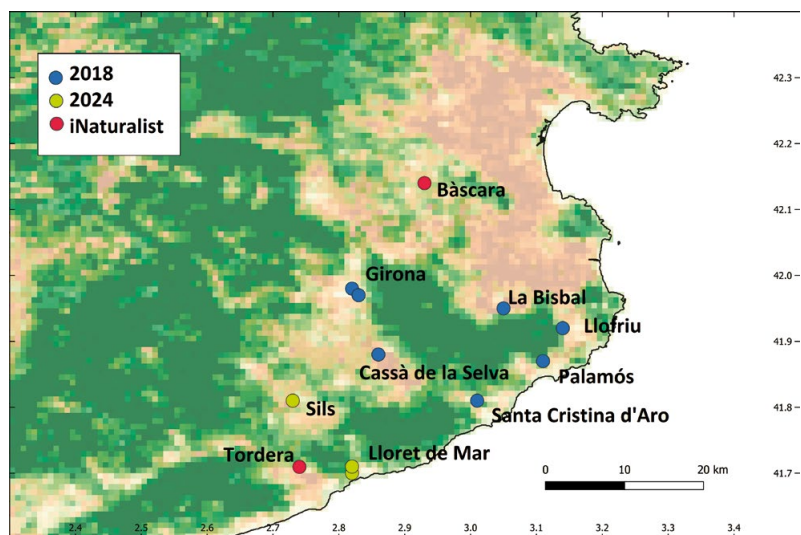 2018
2024
iNaturalist
42.3
42.2
Bàscara
42.1
Girona
42.0
La Bisbal
Llofriu
41.9
Cassà de la Selva
Palamós
Sils
41.8
Santa Cristina d'Aro
Tordera
Lloret de Mar
41.7
0 10 20 km
2.4 2.5 2.6 2.7 2.8 2.9 3.0 3.1 3.2 3.3 3.4